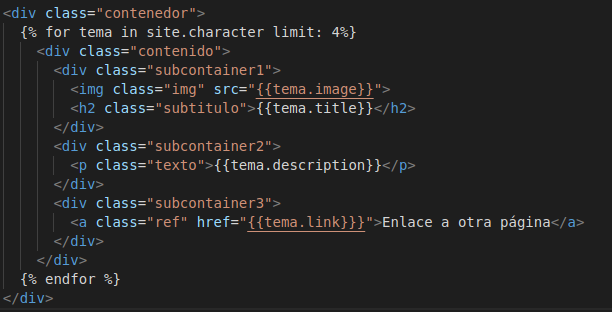 <div class="contenedor">
{% for tema in site.character limit: 4%}
<div class="contenido">
<div class="subcontainer1">
<img class="img" src="{{tema.image}}">
<h2 class="subtitulo">{{tema.title}}</h2>
</div>
<div class="subcontainer2">
<p class="texto">{{tema.description}}</p>
</div>
<div class="subcontainer3">
<a class="ref" href="{{tema.link}}}">Enlace a otra página</a>
</div>
</div>
{% endfor %}
</div>